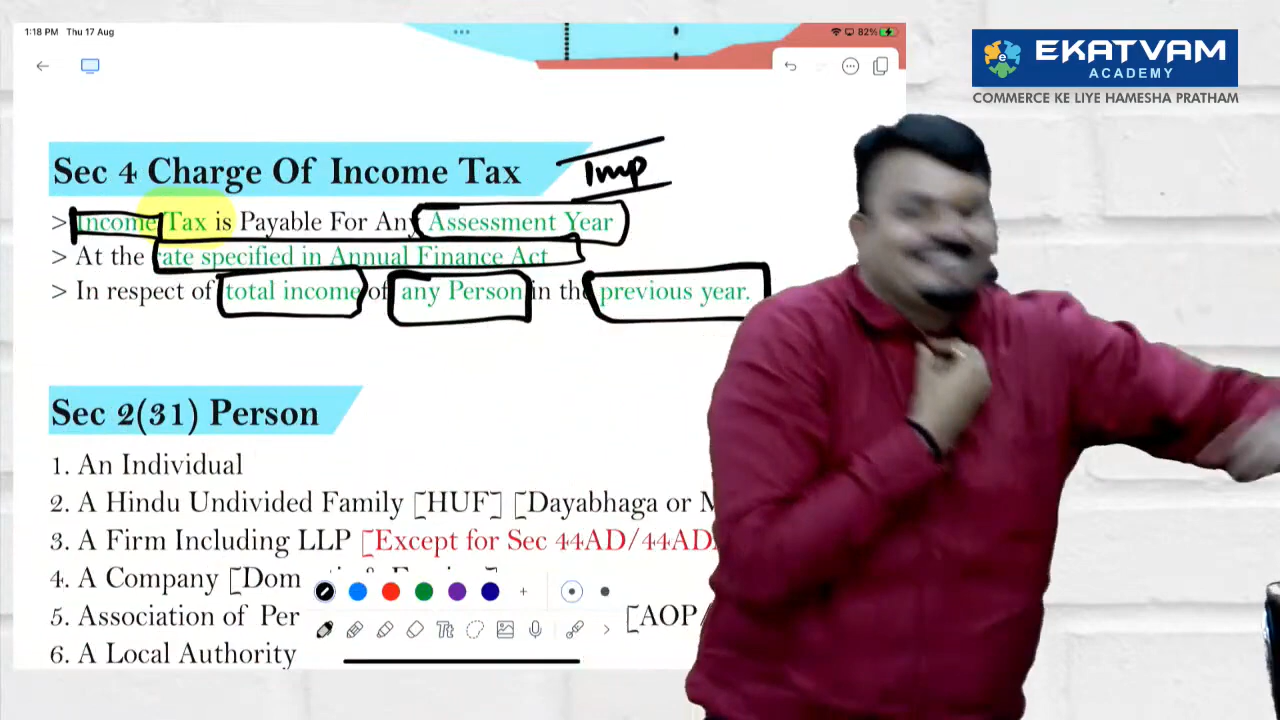 1:18 PM Thu 17 Aug
82%
EKATVAM
ACADEMY
COMMERCE KE LIYE HAMESHA PRATHAM
Sec 4 Charge Of Income Tax
Imp
> Income Tax is Payable For Any Assessment Year
> At the rate specified in Annual Finance Act
> In respect of total income of any Person in the previous year.
Sec 2(31) Person
1. An Individual
2. A Hindu Undivided Family [HUF] [Dayabhaga or M
3. A Firm Including LLP [Except for Sec 44AD/44AD
4. A Company [Dom
5. Association of Per [AOP/
6. A Local Authority
Tt